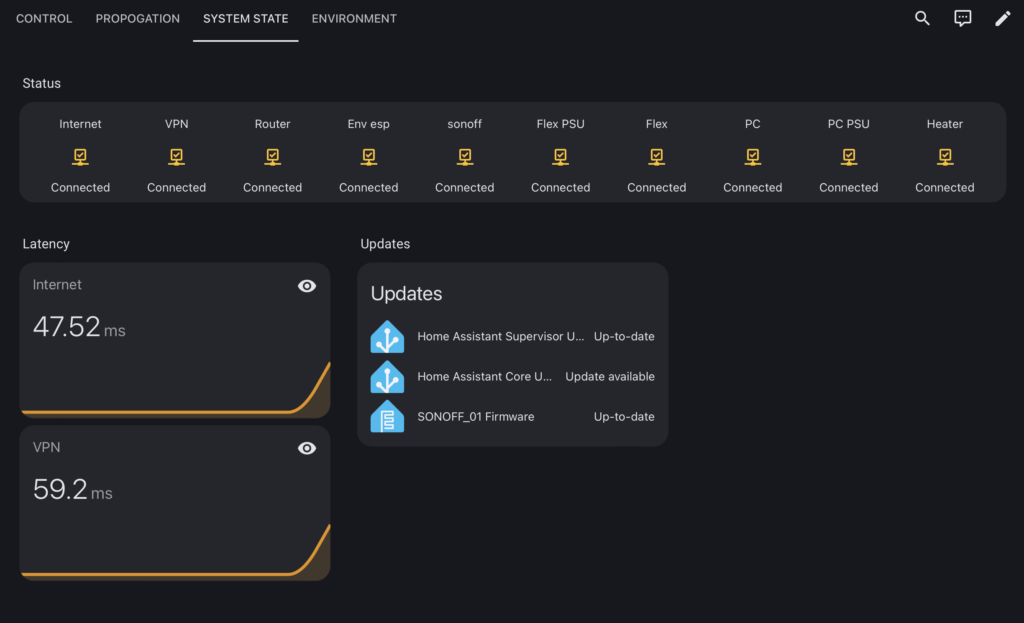 CONTROL PROPOGATION SYSTEM STATE ENVIRONMENT
Status
Internet VPN Router Env esp sonoff Flex PSU Flex PC PC PSU Heater
Connected Connected Connected Connected Connected Connected Connected Connected Connected Connected
Latency
Internet
47.52 ms
VPN
59.2 ms
Updates
Updates
Home Assistant Supervisor U... Up-to-date
Home Assistant Core U... Update available
SONOFF_01 Firmware Up-to-date